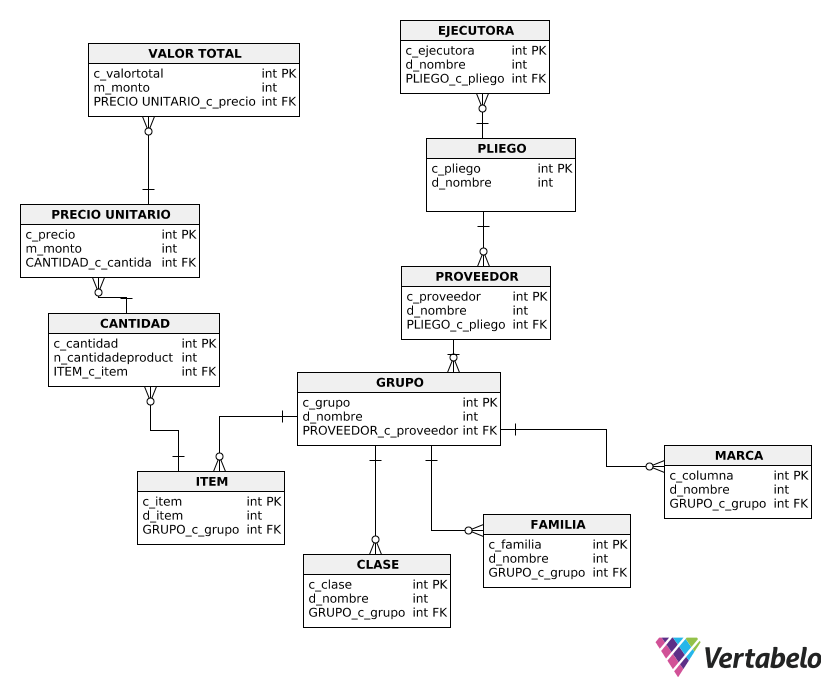 EJECUTORA
c_ejecutora int PK
d_nombre int
PLIEGO_c_pliego int FK
VALOR TOTAL
c_valortotal int PK
m_monto int
PRECIO UNITARIO_c_precio int FK
PLIEGO
c_pliego int PK
d_nombre int
PRECIO UNITARIO
c_precio int PK
m_monto int
CANTIDAD_c_cantida int FK
PROVEEDOR
c_proveedor int PK
d_nombre int
PLIEGO_c_pliego int FK
CANTIDAD
c_cantidad int PK
n_cantidadeproduct int
ITEM_c_item int FK
GRUPO
c_grupo int PK
d_nombre int
PROVEEDOR_c_proveedor int FK
MARCA
c_columna int PK
d_nombre int
GRUPO_c_grupo int FK
ITEM
c_item int PK
d_item int
GRUPO_c_grupo int FK
FAMILIA
c_familia int PK
d_nombre int
GRUPO_c_grupo int FK
CLASE
c_clase int PK
d_nombre int
GRUPO_c_grupo int FK
Vertabelo